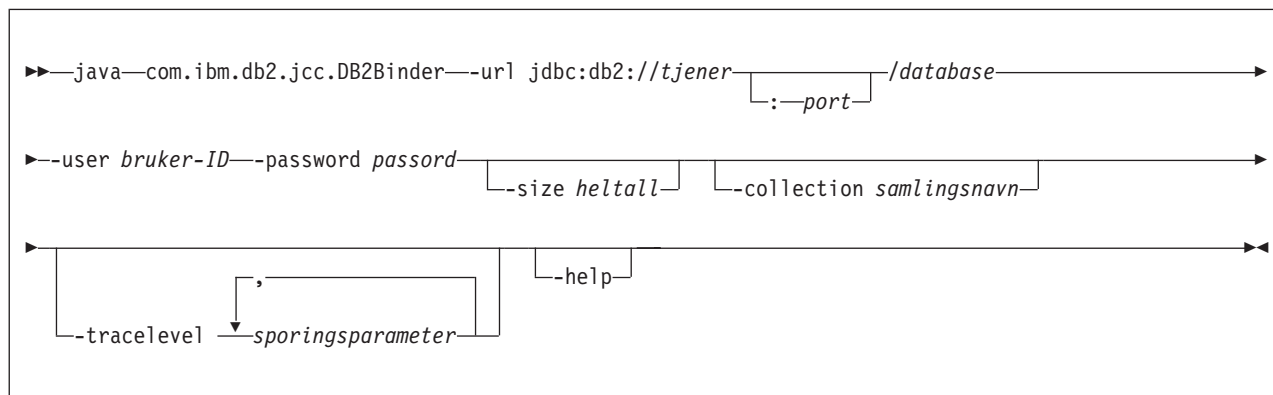 java com.ibm.db2.jcc.DB2Binder -url jdbc:db2://tjener /database
: port
-user bruker-ID -password passord
-size heltall -collection samlingsnavn
,
-help
-tracelevel sporingsparameter